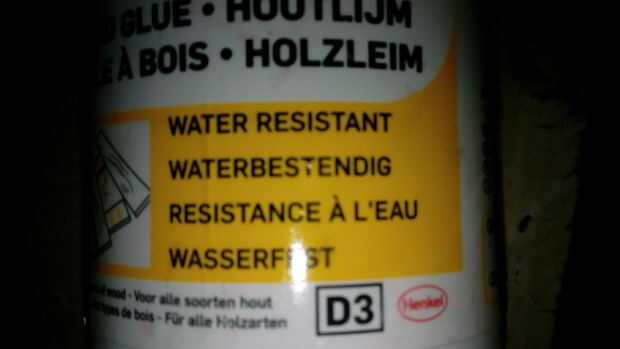 GLUE • HOUTLIJM
À BOIS • HOLZLEIM
WATER RESISTANT
WATERBESTENDIG
RESISTANCE À L'EAU
WASSERFEST
wood - Voor alle soorten hout
types de bois - Für alle Holzarten
D3
Henkel